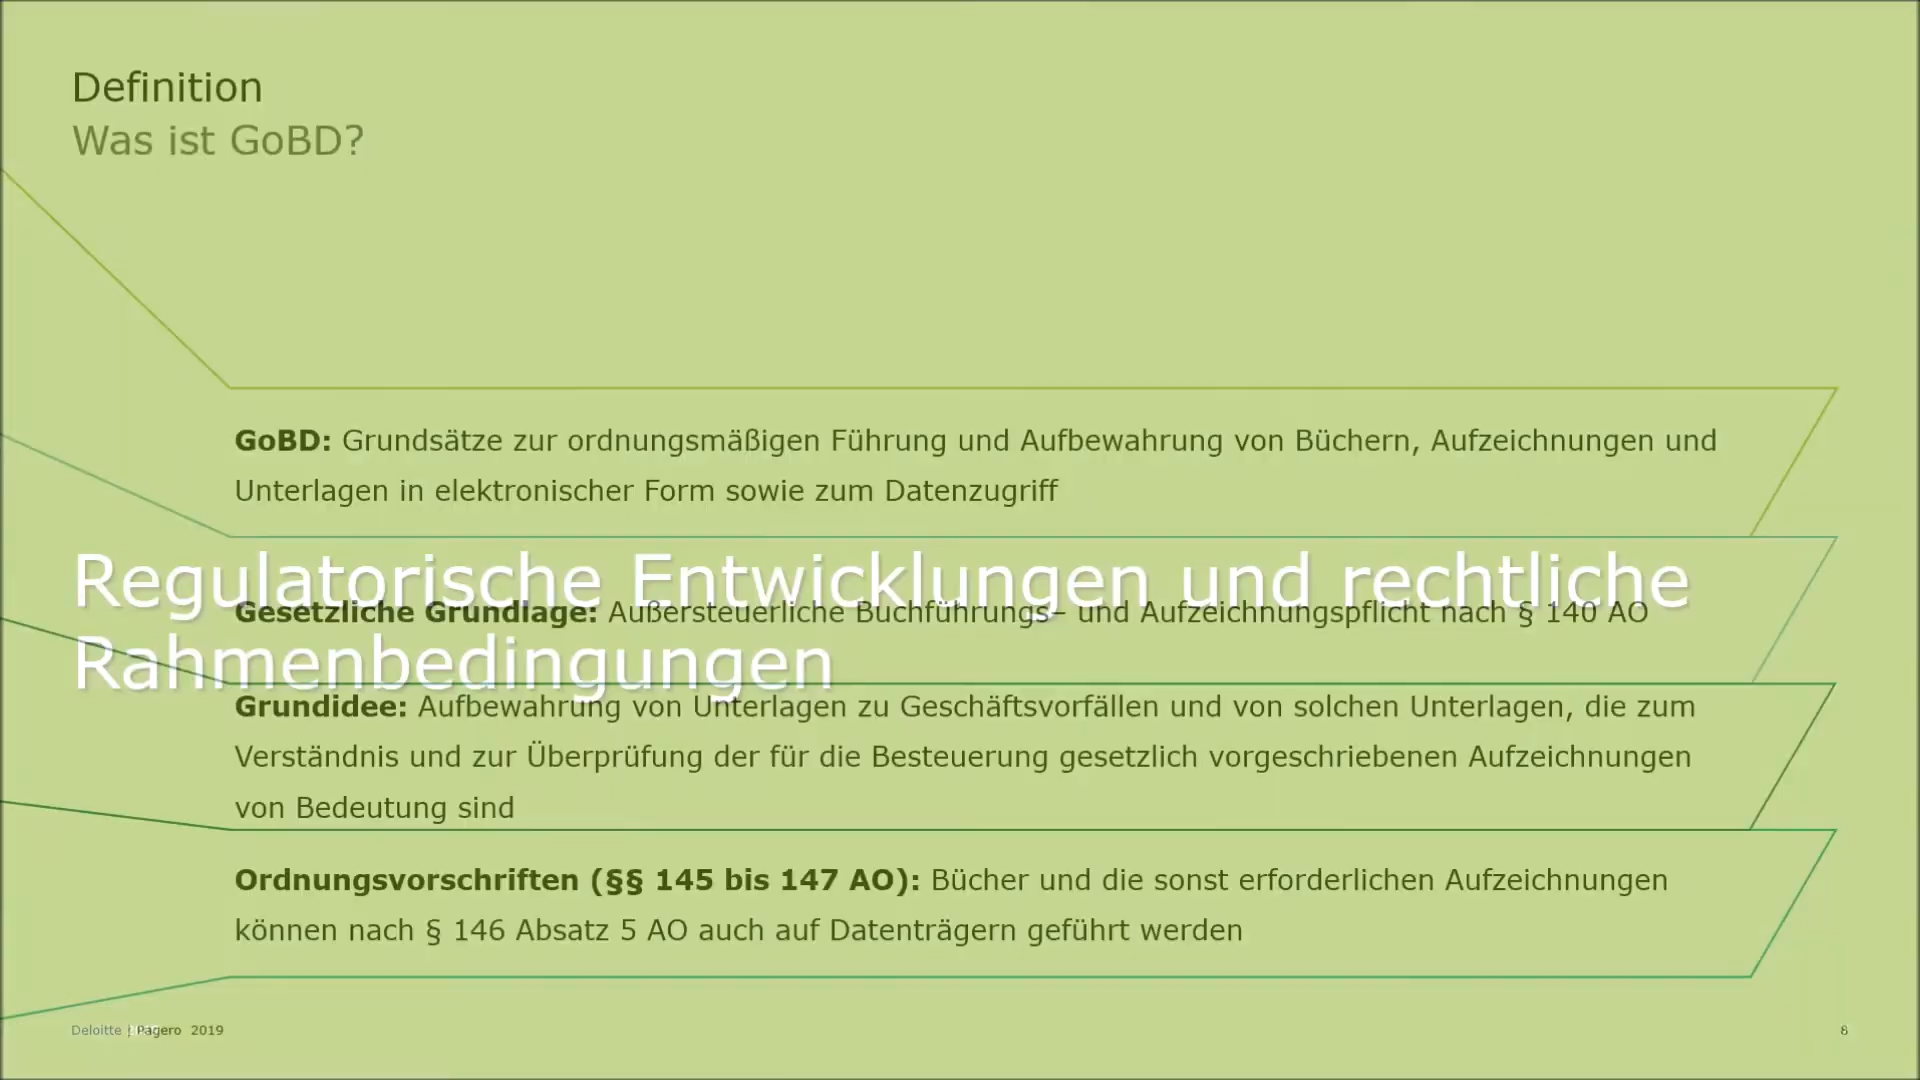 Definition
Was ist GoBD?
GoBD: Grundsätze zur ordnungsmäßigen Führung und Aufbewahrung von Büchern, Aufzeichnungen und
Unterlagen in elektronischer Form sowie zum Datenzugriff
Regulatorische Entwicklungen und rechtliche
Rahmenbedingungen
Gesetzliche Grundlage: Außersteuerliche Buchführungs– und Aufzeichnungspflicht nach § 140 AO
Grundidee: Aufbewahrung von Unterlagen zu Geschäftsvorfällen und von solchen Unterlagen, die zum
Verständnis und zur Überprüfung der für die Besteuerung gesetzlich vorgeschriebenen Aufzeichnungen
von Bedeutung sind
Ordnungsvorschriften (§§ 145 bis 147 AO): Bücher und die sonst erforderlichen Aufzeichnungen
können nach § 146 Absatz 5 AO auch auf Datenträgern geführt werden
Deloitte | Pagero 2019